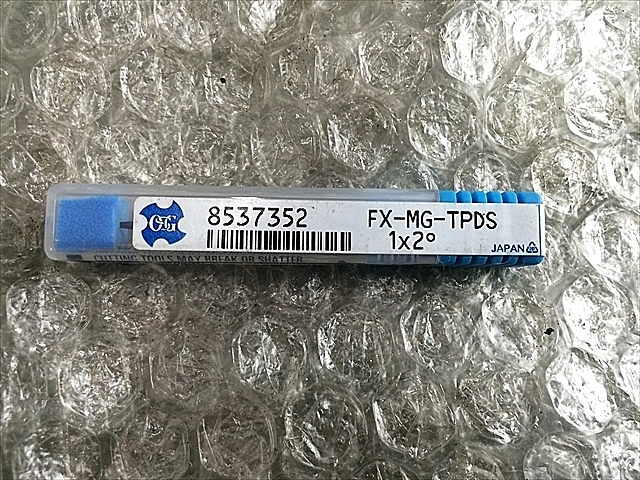 OSG
8537352
FX-MG-TPDS
1x2°
JAPAN
CUTTING TOOLS MAY BREAK OR SHATTER